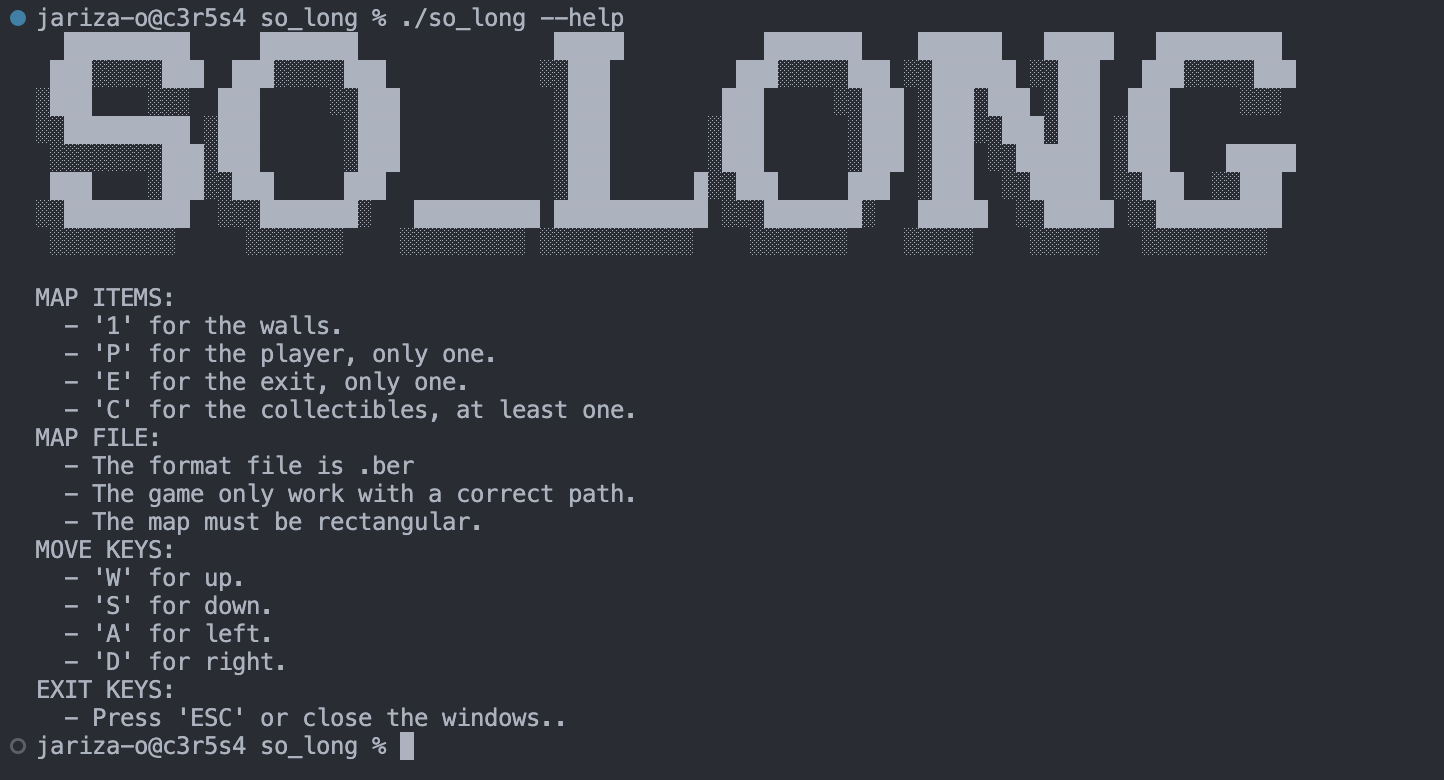 jariza-o@c3r5s4 so_long % ./so_long --help
SO_LONG
MAP ITEMS:
- '1' for the walls.
- 'P' for the player, only one.
- 'E' for the exit, only one.
- 'C' for the collectibles, at least one.
MAP FILE:
- The format file is .ber
- The game only work with a correct path.
- The map must be rectangular.
MOVE KEYS:
- 'W' for up.
- 'S' for down.
- 'A' for left.
- 'D' for right.
EXIT KEYS:
- Press 'ESC' or close the windows..
jariza-o@c3r5s4 so_long %